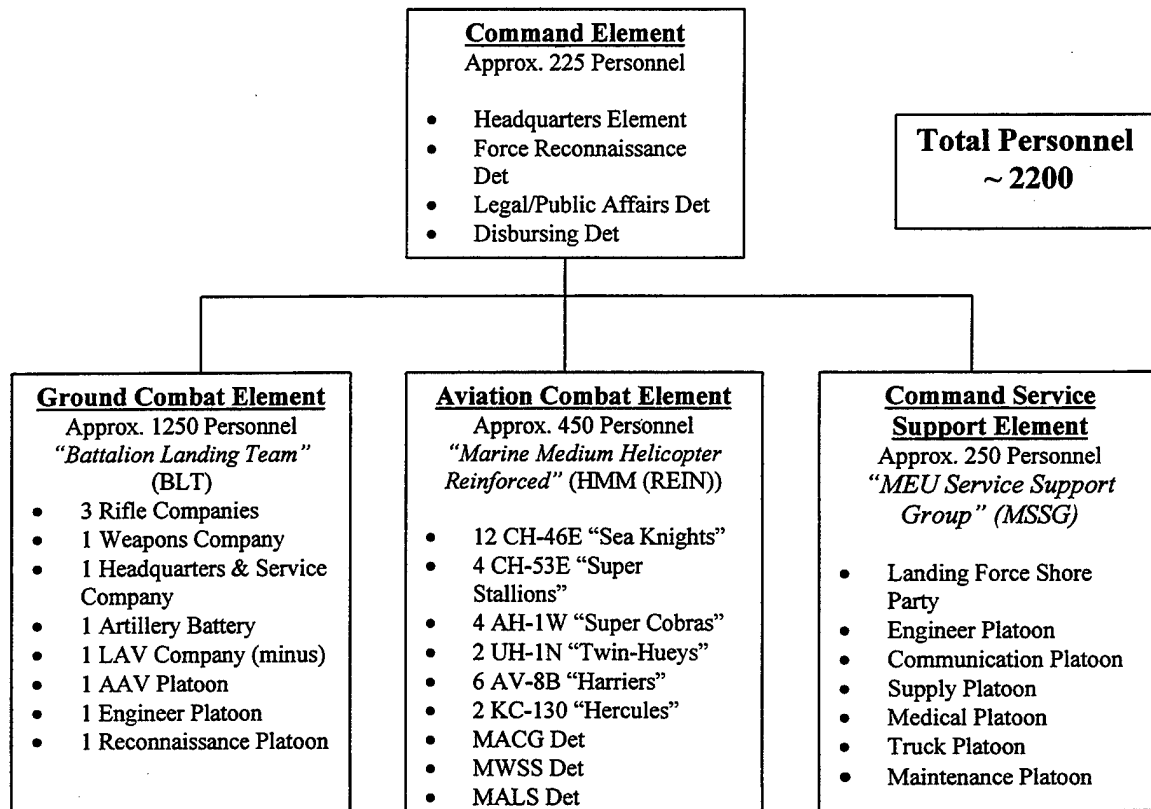 Command Element
Approx. 225 Personnel
• Headquarters Element
• Force Reconnaissance
Det
• Legal/Public Affairs Det
• Disbursing Det
Total Personnel
~ 2200
Ground Combat Element
Approx. 1250 Personnel
“Battalion Landing Team”
(BLT)
• 3 Rifle Companies
• 1 Weapons Company
• 1 Headquarters & Service
Company
• 1 Artillery Battery
• 1 LAV Company (minus)
• 1 AAV Platoon
• 1 Engineer Platoon
• 1 Reconnaissance Platoon
Aviation Combat Element
Approx. 450 Personnel
“Marine Medium Helicopter
Reinforced” (HMM (REIN))
• 12 CH-46E “Sea Knights”
• 4 CH-53E “Super
Stallions”
• 4 AH-1W “Super Cobras”
• 2 UH-1N “Twin-Hueys”
• 6 AV-8B “Harriers”
• 2 KC-130 “Hercules”
• MACG Det
• MWSS Det
• MALS Det
Command Service
Support Element
Approx. 250 Personnel
“MEU Service Support
Group” (MSSG)
• Landing Force Shore
Party
• Engineer Platoon
• Communication Platoon
• Supply Platoon
• Medical Platoon
• Truck Platoon
• Maintenance Platoon